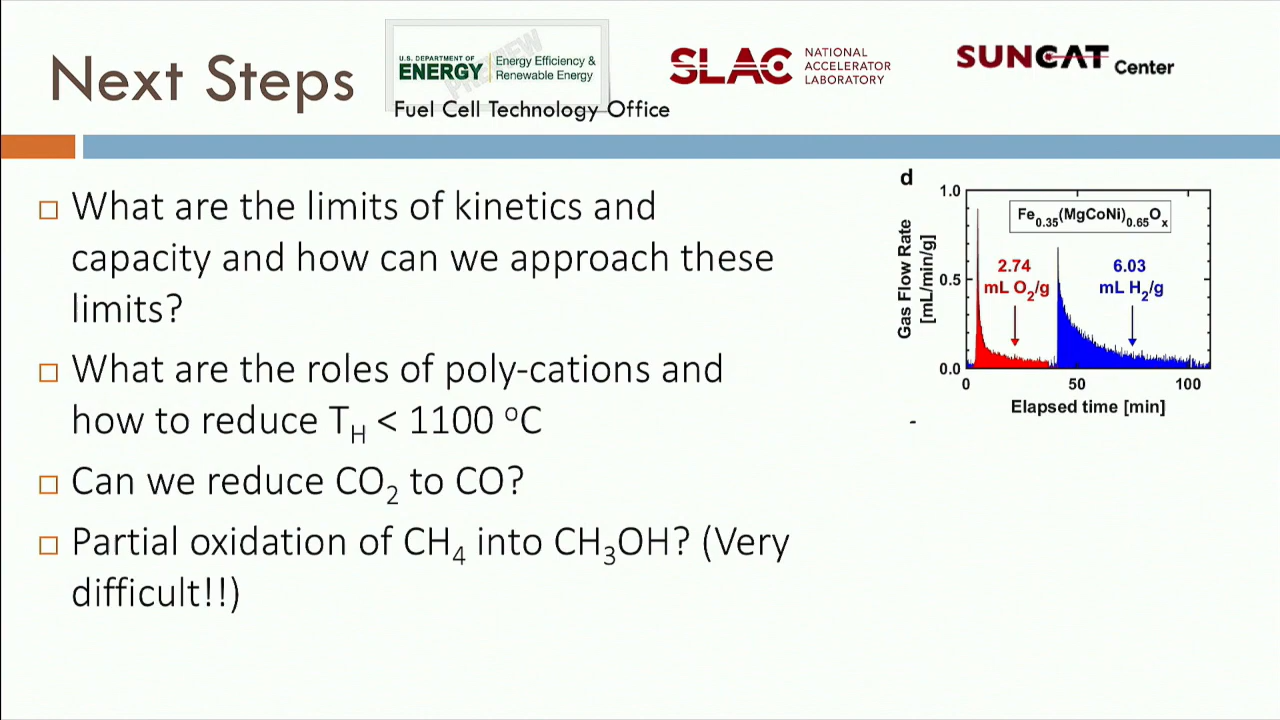 Next Steps
U.S. DEPARTMENT OF
ENERGY
Energy Efficiency &
Renewable Energy
PREVIEW
Fuel Cell Technology Office
SLAC
NATIONAL
ACCELERATOR
LABORATORY
SUNCAT Center
What are the limits of kinetics and
capacity and how can we approach these
limits?
What are the roles of poly-cations and
how to reduce T_H < 1100 °C
Can we reduce CO₂ to CO?
Partial oxidation of CH₄ into CH₃OH? (Very
difficult!!)
d
Fe₀.₃₅(MgCoNi)₀.₆₅Oₓ
2.74
mL O₂/g
6.03
mL H₂/g
Gas Flow Rate
[mL/min/g]
1.0
0.5
0.0
0 50 100
Elapsed time [min]